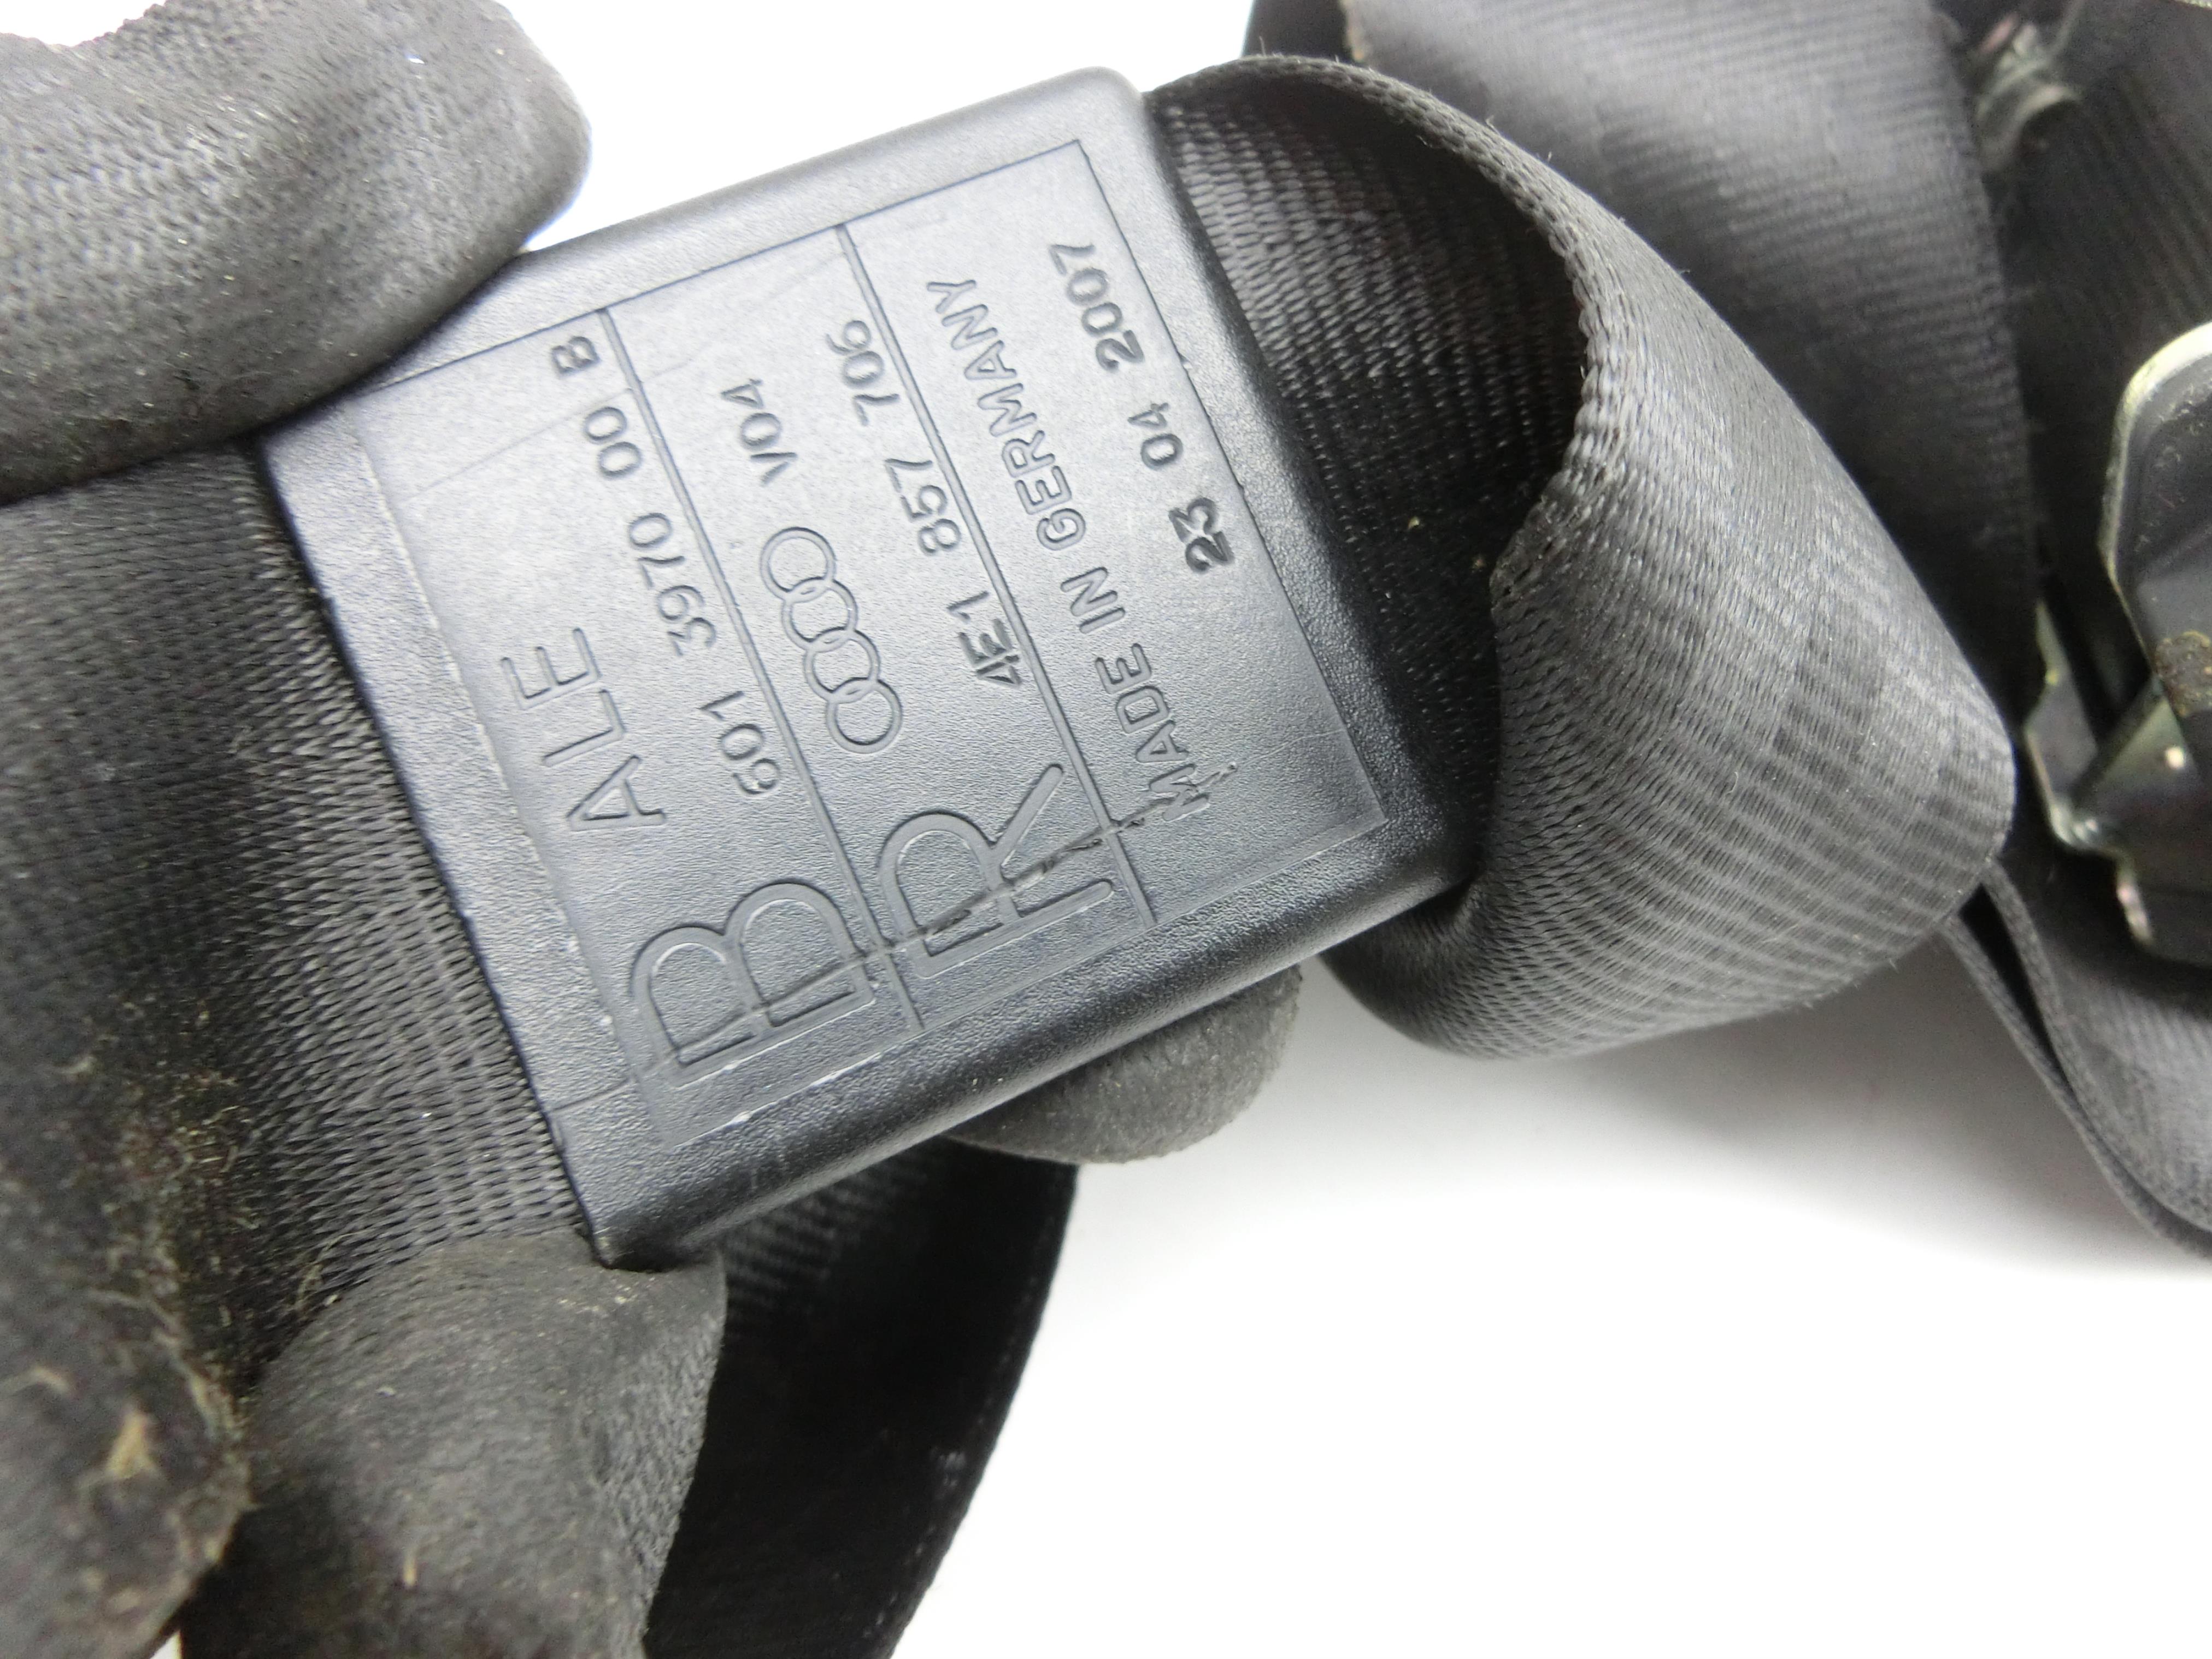 B ALE
601 3970 00 B
R V04
4E1 857 706
MADE IN GERMANY
23 04 2007